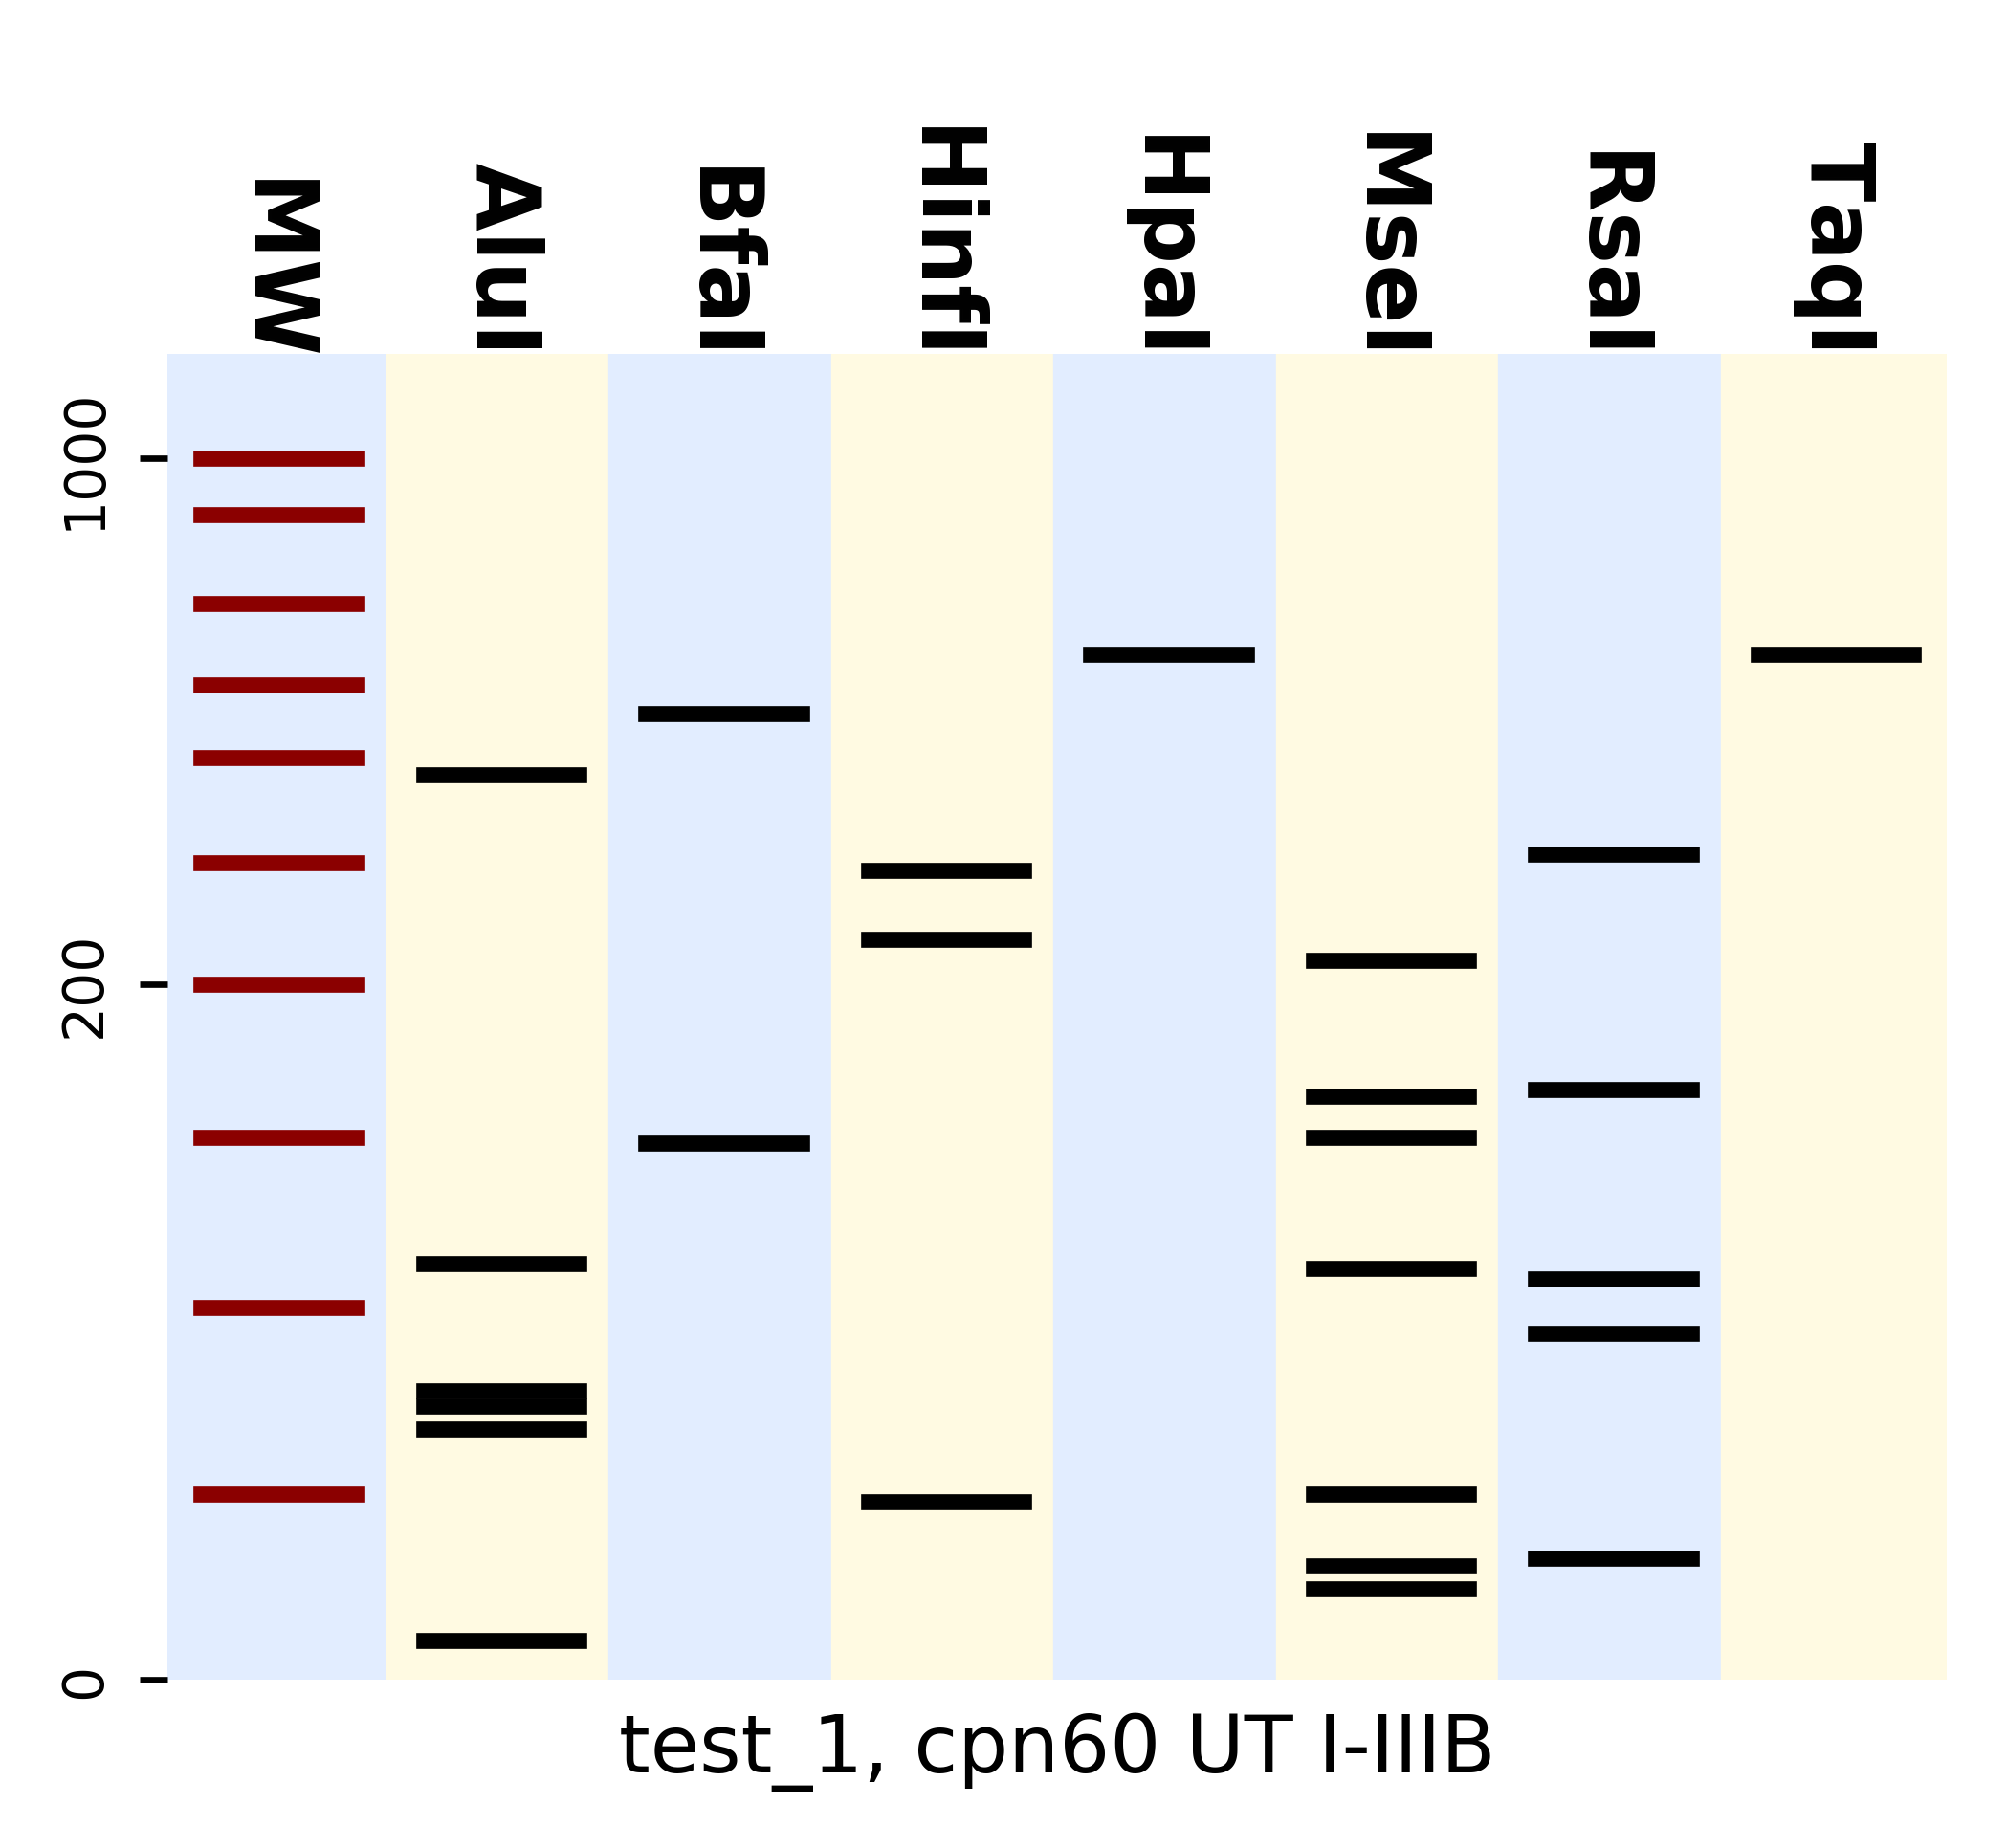 MW
AluI
BfaI
HinfI
HpaI
MseI
RsaI
TaqI
1000
200
0
test_1, cpn60 UT I-IIIB